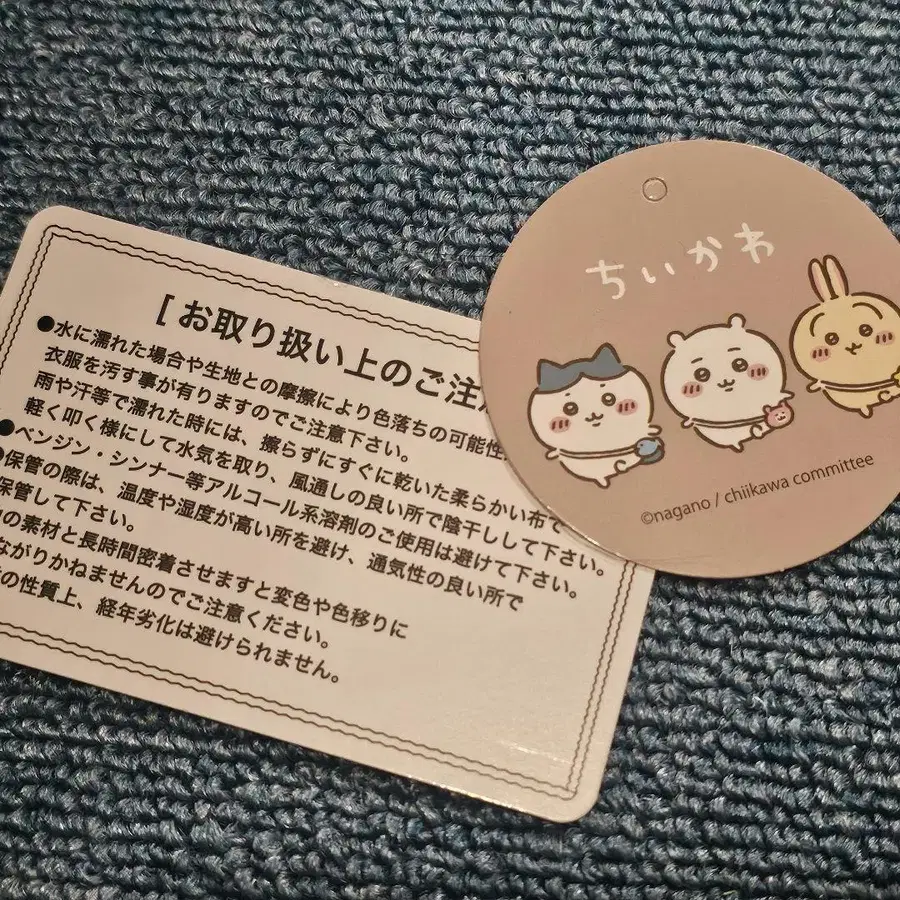 [ お取り扱い上のご注
●水に濡れた場合や生地との摩擦により色落ちの可能性
衣服を汚す事が有りますのでご注意下さい。
雨や汗等で濡れた時には、擦らずにすぐに乾いた柔らかい布で
軽く叩く様にして水気を取り、風通しの良い所で陰干しして下さい。
●ベンジン・シンナー等アルコール系溶剤のご使用は避けて下さい。
●保管の際は、温度や湿度が高い所を避け、通気性の良い所で
保管して下さい。
の素材と長時間密着させますと変色や色移りに
ながりかねませんのでご注意ください。
の性質上、経年劣化は避けられません。
ちいかわ
©nagano / chiikawa committee